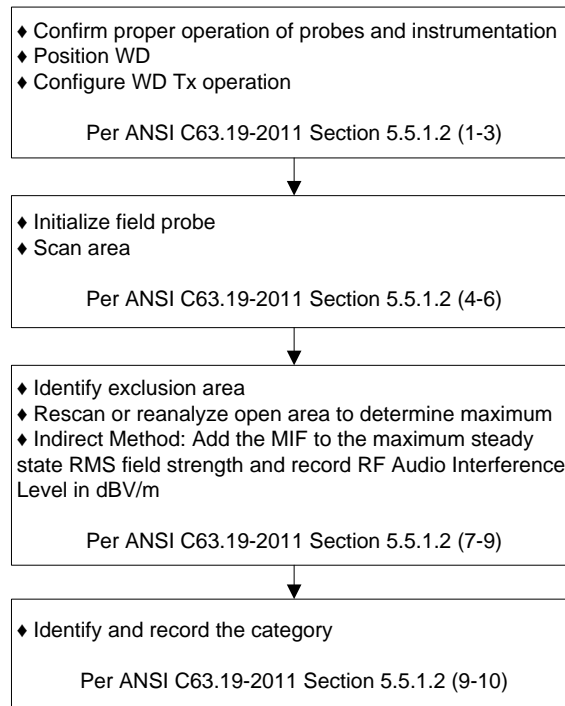 ♦ Confirm proper operation of probes and instrumentation
♦ Position WD
♦ Configure WD Tx operation
Per ANSI C63.19-2011 Section 5.5.1.2 (1-3)
♦ Initialize field probe
♦ Scan area
Per ANSI C63.19-2011 Section 5.5.1.2 (4-6)
♦ Identify exclusion area
♦ Rescan or reanalyze open area to determine maximum
♦ Indirect Method: Add the MIF to the maximum steady
state RMS field strength and record RF Audio Interference
Level in dBV/m
Per ANSI C63.19-2011 Section 5.5.1.2 (7-9)
♦ Identify and record the category
Per ANSI C63.19-2011 Section 5.5.1.2 (9-10)